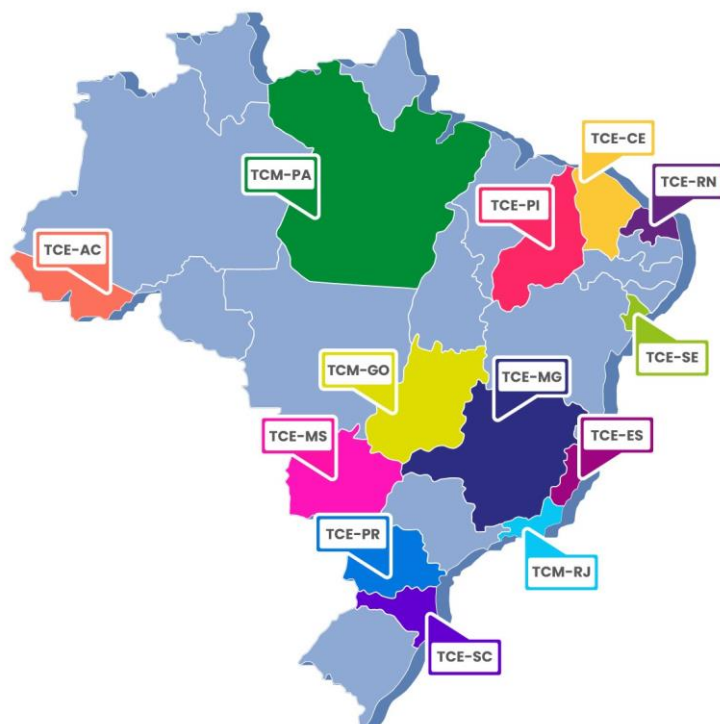 TCE-CE
TCM-PA
TCE-RN
TCE-PI
TCE-AC
TCE-SE
TCM-GO
TCE-MG
TCE-MS
TCE-ES
TCE-PR
TCM-RJ
TCE-SC